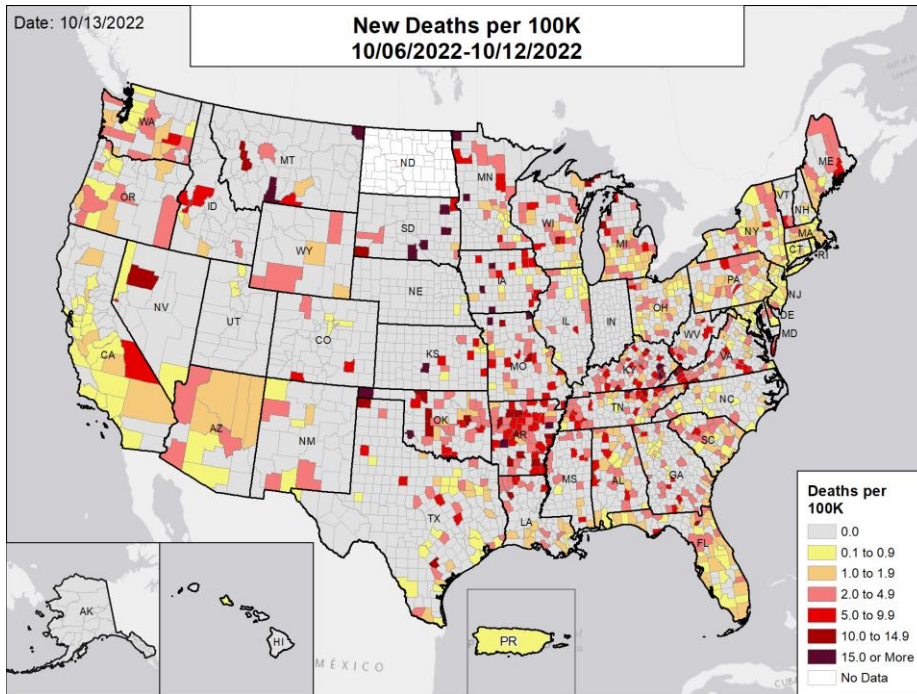 Date: 10/13/2022
New Deaths per 100K
10/06/2022-10/12/2022
WA
MT
ND
MN
ME
OR
ID
SD
WI
MI
VT
NH
NY
MA
CT
RI
WY
IA
NE
PA
NJ
NV
UT
CO
IL
IN
OH
DE
MD
WV
VA
CA
KS
MO
KY
AZ
NM
OK
AR
TN
NC
SC
MS
AL
GA
TX
LA
FL
AK
HI
PR
MÉXICO
CUBA
Deaths per
100K
0.0
0.1 to 0.9
1.0 to 1.9
2.0 to 4.9
5.0 to 9.9
10.0 to 14.9
15.0 or More
No Data